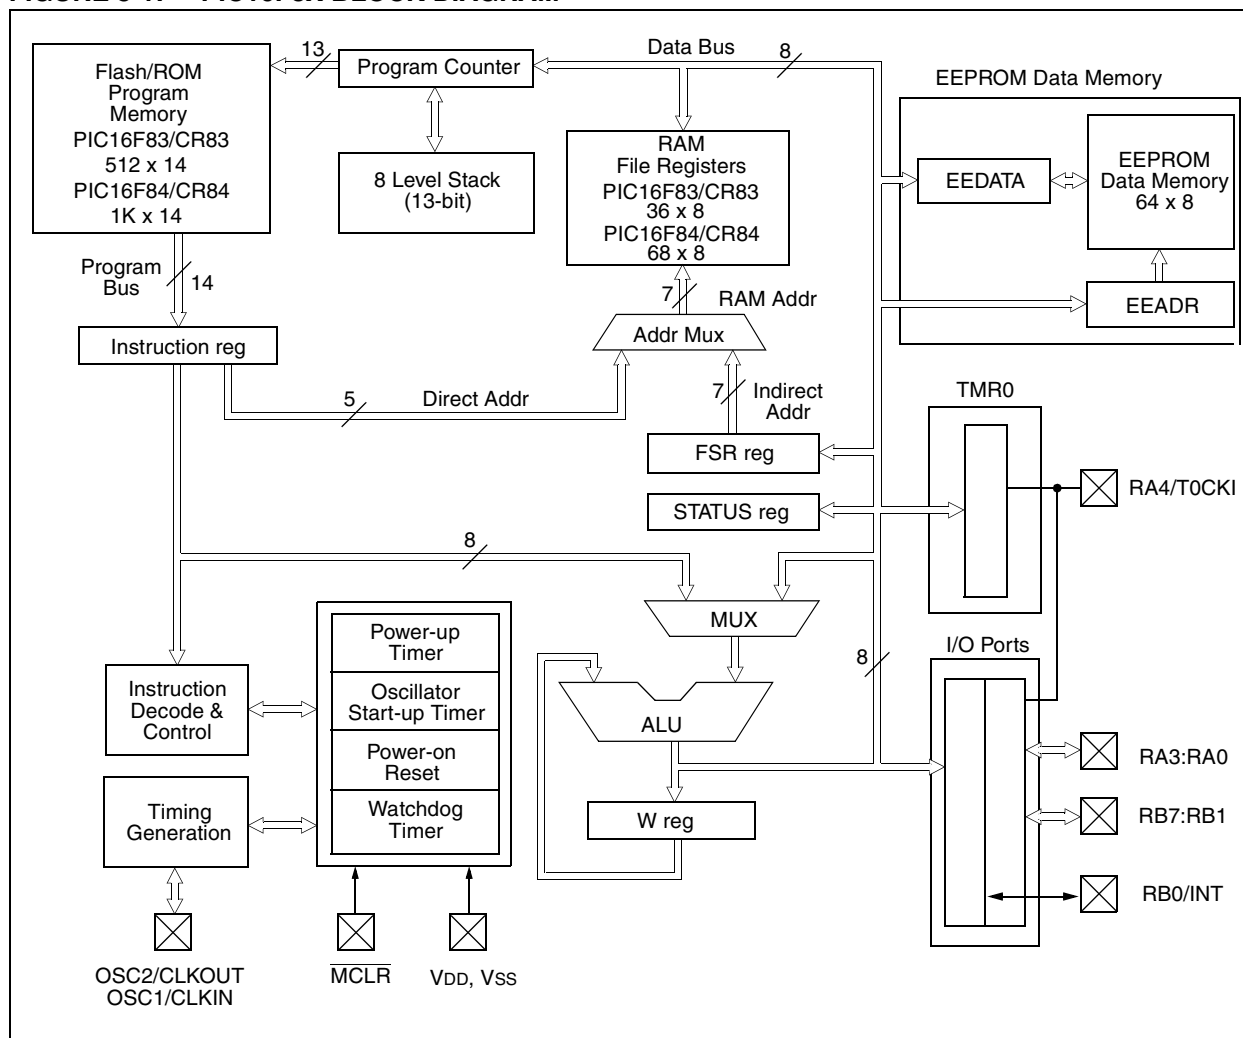 13
Program Counter
Data Bus
8
EEPROM Data Memory
Flash/ROM
Program
Memory
PIC16F83/CR83
512 x 14
PIC16F84/CR84
1K x 14
8 Level Stack
(13-bit)
RAM
File Registers
PIC16F83/CR83
36 x 8
PIC16F84/CR84
68 x 8
EEDATA
EEPROM
Data Memory
64 x 8
EEADR
Program
Bus
14
7
RAM Addr
Addr Mux
Instruction reg
5
Direct Addr
7
Indirect
Addr
TMR0
FSR reg
RA4/T0CKI
STATUS reg
8
MUX
Power-up
Timer
Oscillator
Start-up Timer
Power-on
Reset
Watchdog
Timer
8
I/O Ports
Instruction
Decode &
Control
ALU
RA3:RA0
Timing
Generation
W reg
RB7:RB1
RB0/INT
OSC2/CLKOUT
OSC1/CLKIN
MCLR
VDD, VSS